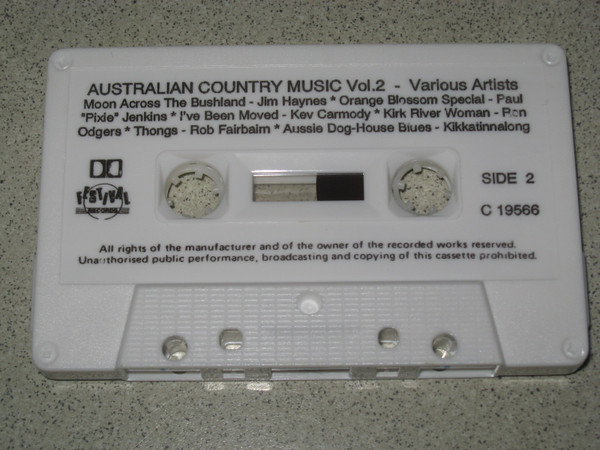 AUSTRALIAN COUNTRY MUSIC Vol.2 - Various Artists
Moon Across The Bushland - Jim Haynes * Orange Blossom Special - Paul
"Pixie" Jenkins * I've Been Moved - Kev Carmody * Kirk River Woman - Ron
Odgers * Thongs - Rob Fairbairn * Aussie Dog-House Blues - Kikkatinnalong
FESTIVAL
RECORDS
SIDE 2
C 19566
All rights of the manufacturer and of the owner of the recorded works reserved.
Unauthorised public performance, broadcasting and copying of this cassette prohibited.